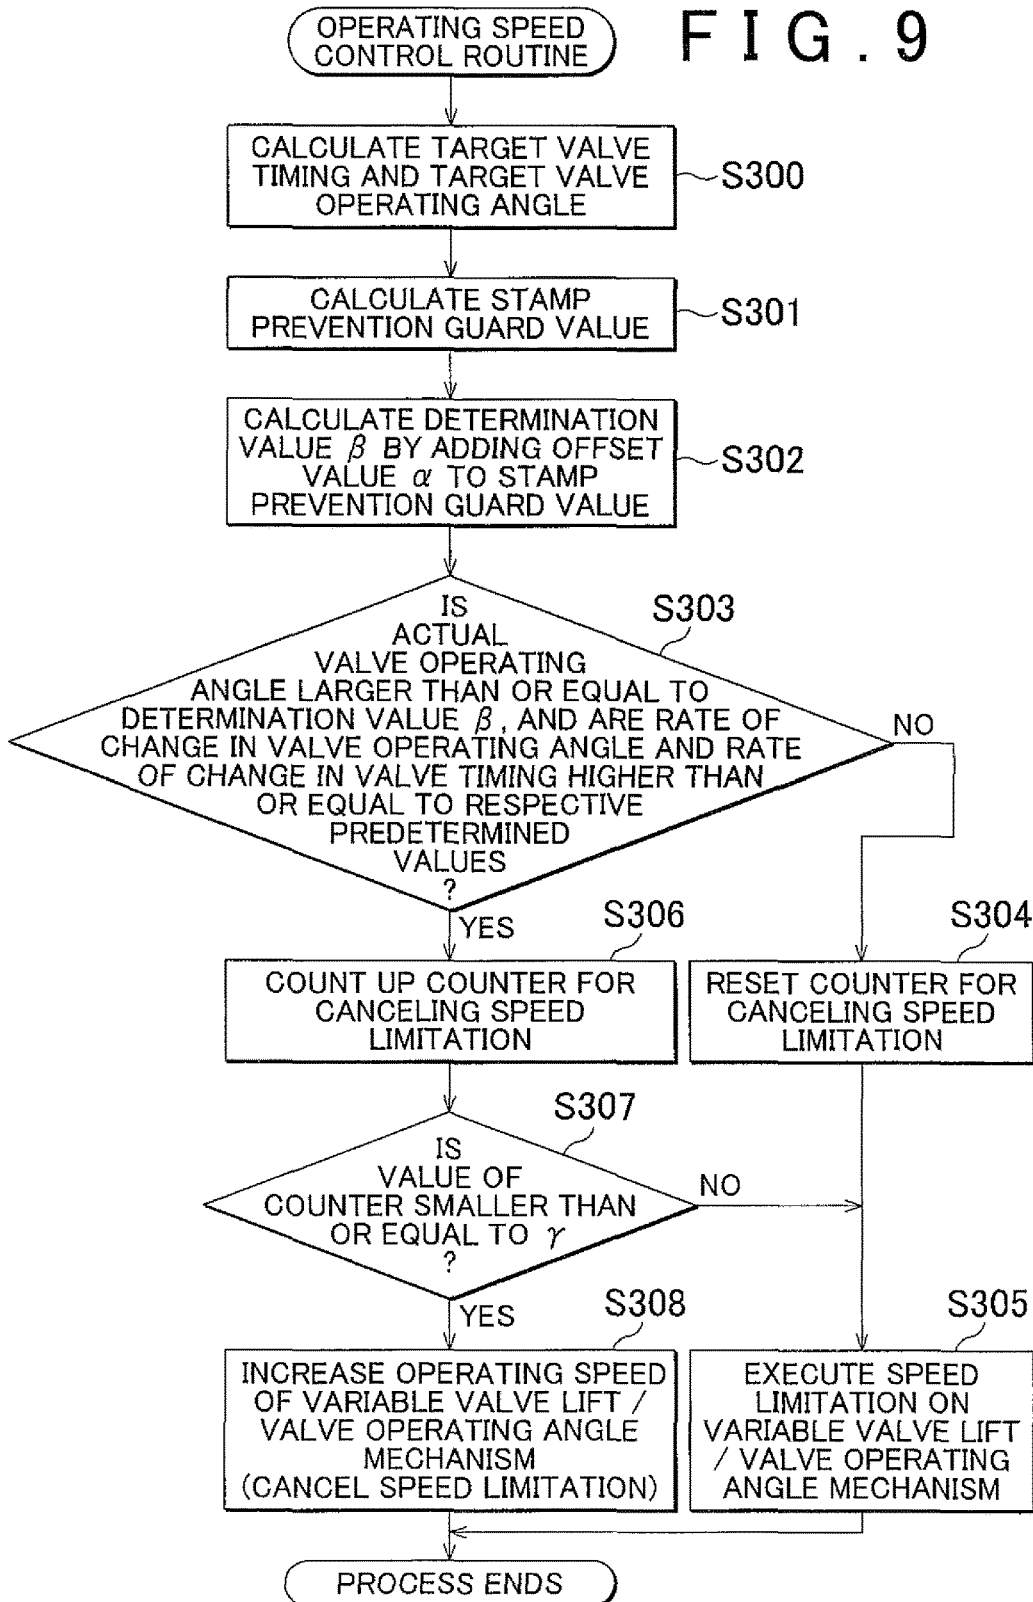 OPERATING SPEED
CONTROL ROUTINE
FIG. 9
CALCULATE TARGET VALVE
TIMING AND TARGET VALVE
OPERATING ANGLE
S300
CALCULATE STAMP
PREVENTION GUARD VALUE
S301
CALCULATE DETERMINATION
VALUE β BY ADDING OFFSET
VALUE α TO STAMP
PREVENTION GUARD VALUE
S302
S303
IS
ACTUAL
VALVE OPERATING
ANGLE LARGER THAN OR EQUAL TO
DETERMINATION VALUE β, AND ARE RATE OF
CHANGE IN VALVE OPERATING ANGLE AND RATE
OF CHANGE IN VALVE TIMING HIGHER THAN
OR EQUAL TO RESPECTIVE
PREDETERMINED
VALUES
?
NO
YES
S306
COUNT UP COUNTER FOR
CANCELING SPEED
LIMITATION
S304
RESET COUNTER FOR
CANCELING SPEED
LIMITATION
S307
IS
VALUE OF
COUNTER SMALLER THAN
OR EQUAL TO γ
?
NO
YES
S308
INCREASE OPERATING SPEED
OF VARIABLE VALVE LIFT /
VALVE OPERATING ANGLE
MECHANISM
(CANCEL SPEED LIMITATION)
S305
EXECUTE SPEED
LIMITATION ON
VARIABLE VALVE LIFT
/ VALVE OPERATING
ANGLE MECHANISM
PROCESS ENDS